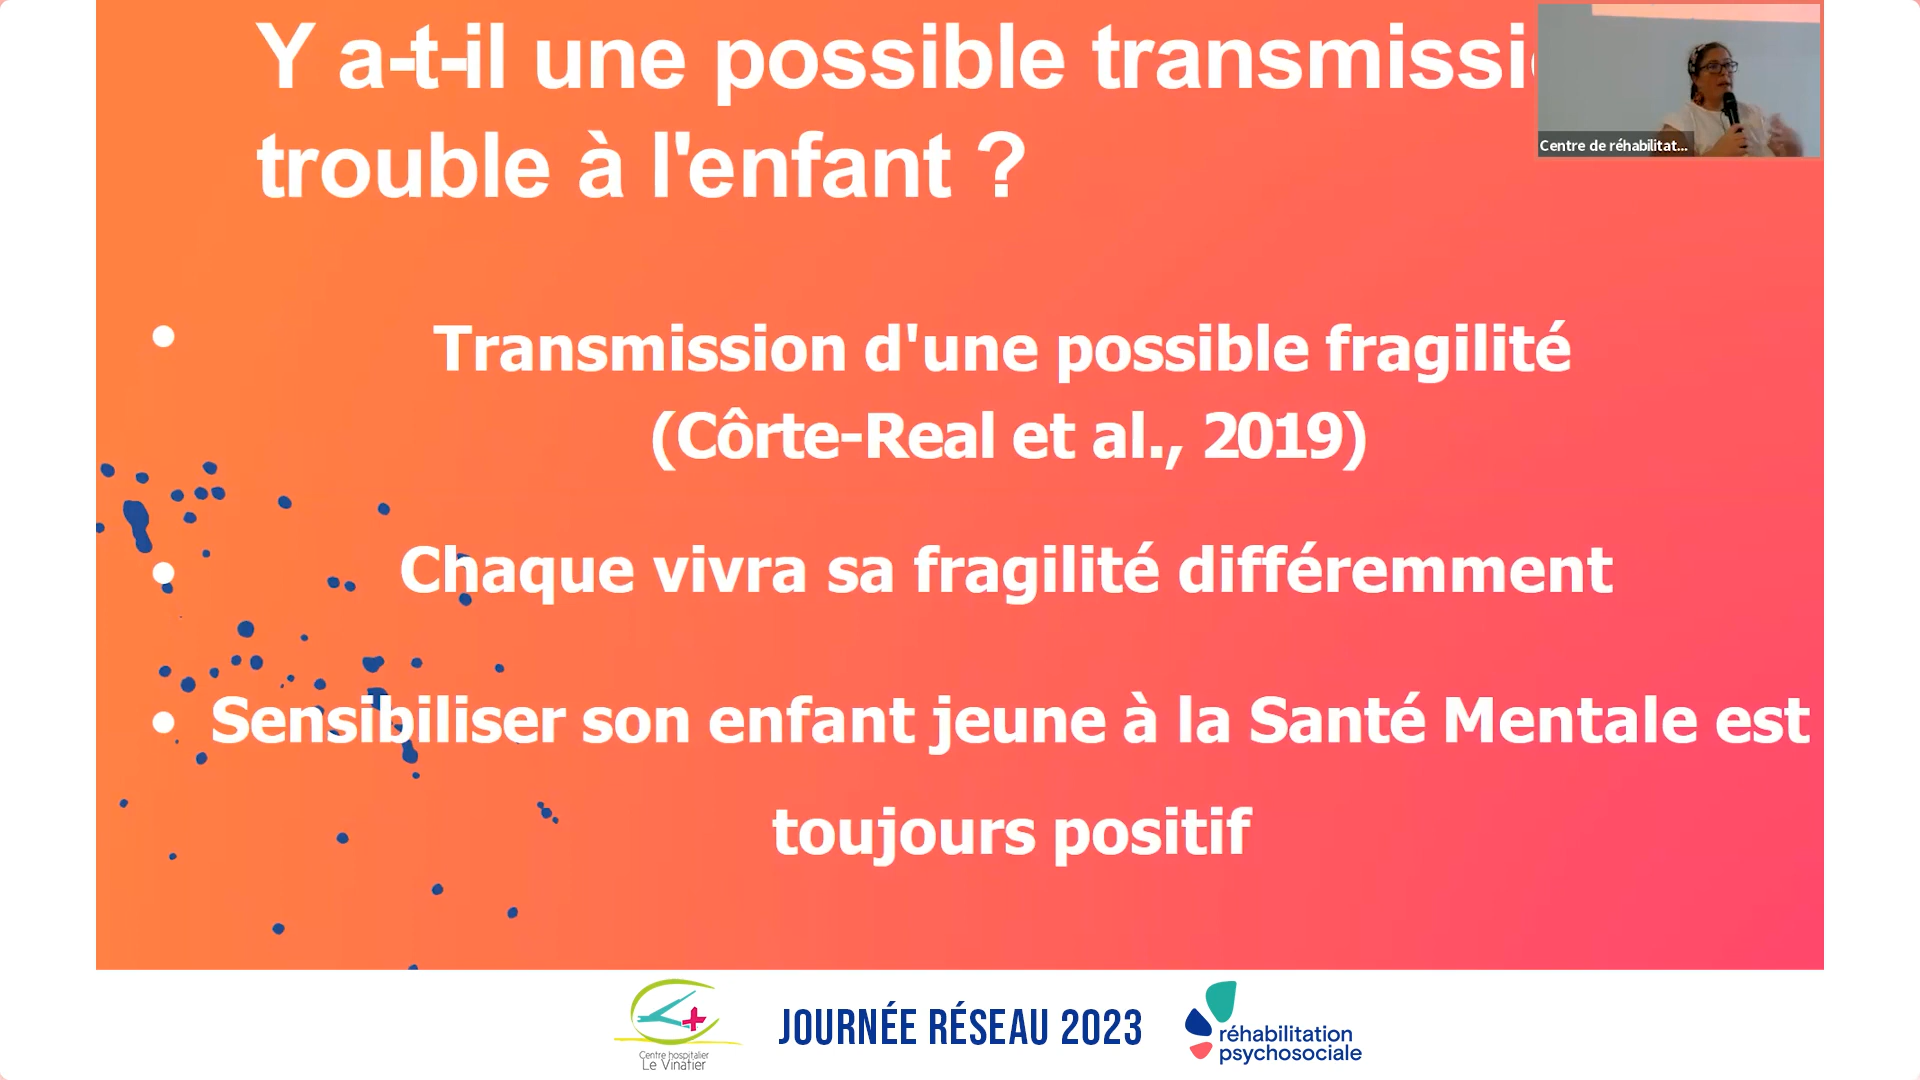 Y a-t-il une possible transmissi
trouble à l'enfant ?
Centre de réhabilitat...
• Transmission d'une possible fragilité
(Côrte-Real et al., 2019)
• Chaque vivra sa fragilité différemment
• Sensibiliser son enfant jeune à la Santé Mentale est
toujours positif
Centre hospitalier
Le Vinatier
JOURNÉE RÉSEAU 2023
réhabilitation
psychosociale